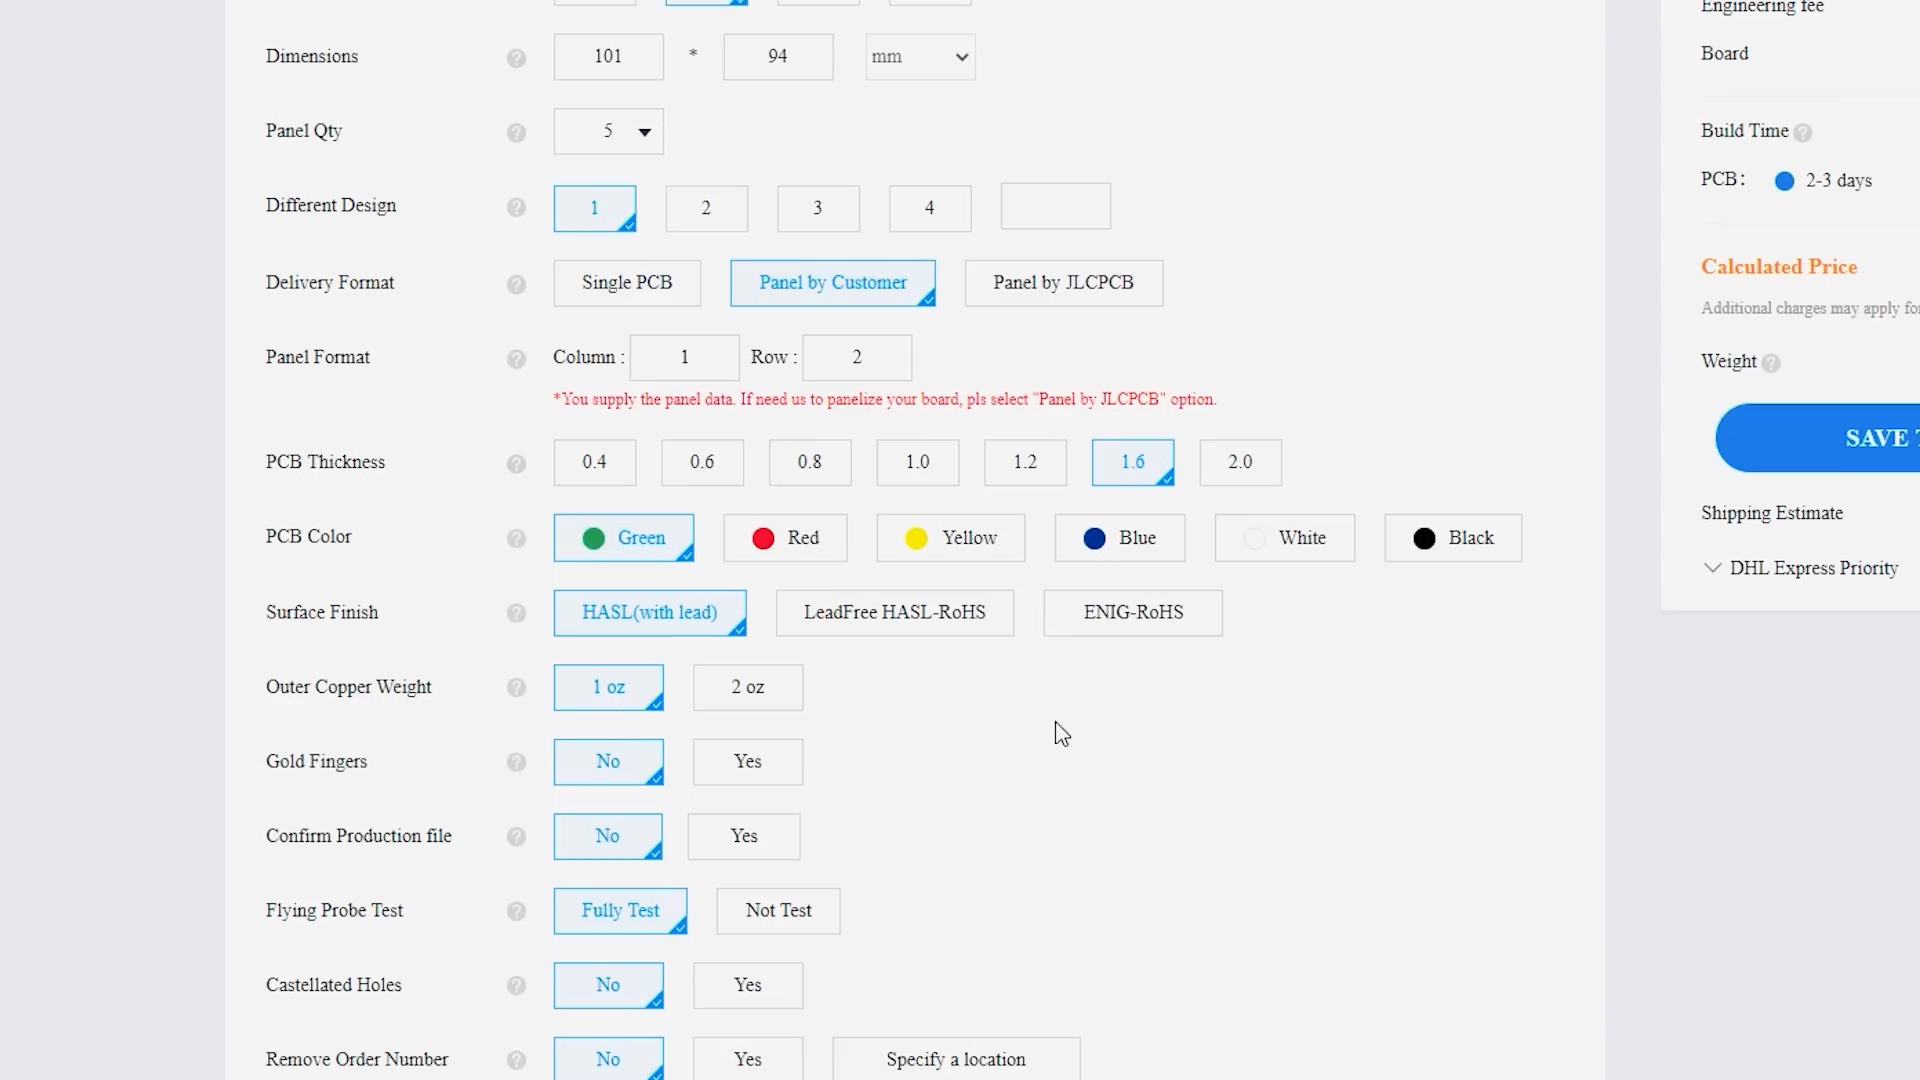 Engineering fee
Dimensions 101 * 94 mm
Board
Panel Qty 5
Build Time
Different Design 1 2 3 4
PCB: 2-3 days
Delivery Format Single PCB Panel by Customer Panel by JLCPCB
Calculated Price
Additional charges may apply for
Panel Format Column : 1 Row : 2
Weight
*You supply the panel data. If need us to panelize your board, pls select "Panel by JLCPCB" option.
SAVE
PCB Thickness 0.4 0.6 0.8 1.0 1.2 1.6 2.0
Shipping Estimate
PCB Color Green Red Yellow Blue White Black
DHL Express Priority
Surface Finish HASL(with lead) LeadFree HASL-RoHS ENIG-RoHS
Outer Copper Weight 1 oz 2 oz
Gold Fingers No Yes
Confirm Production file No Yes
Flying Probe Test Fully Test Not Test
Castellated Holes No Yes
Remove Order Number No Yes Specify a location